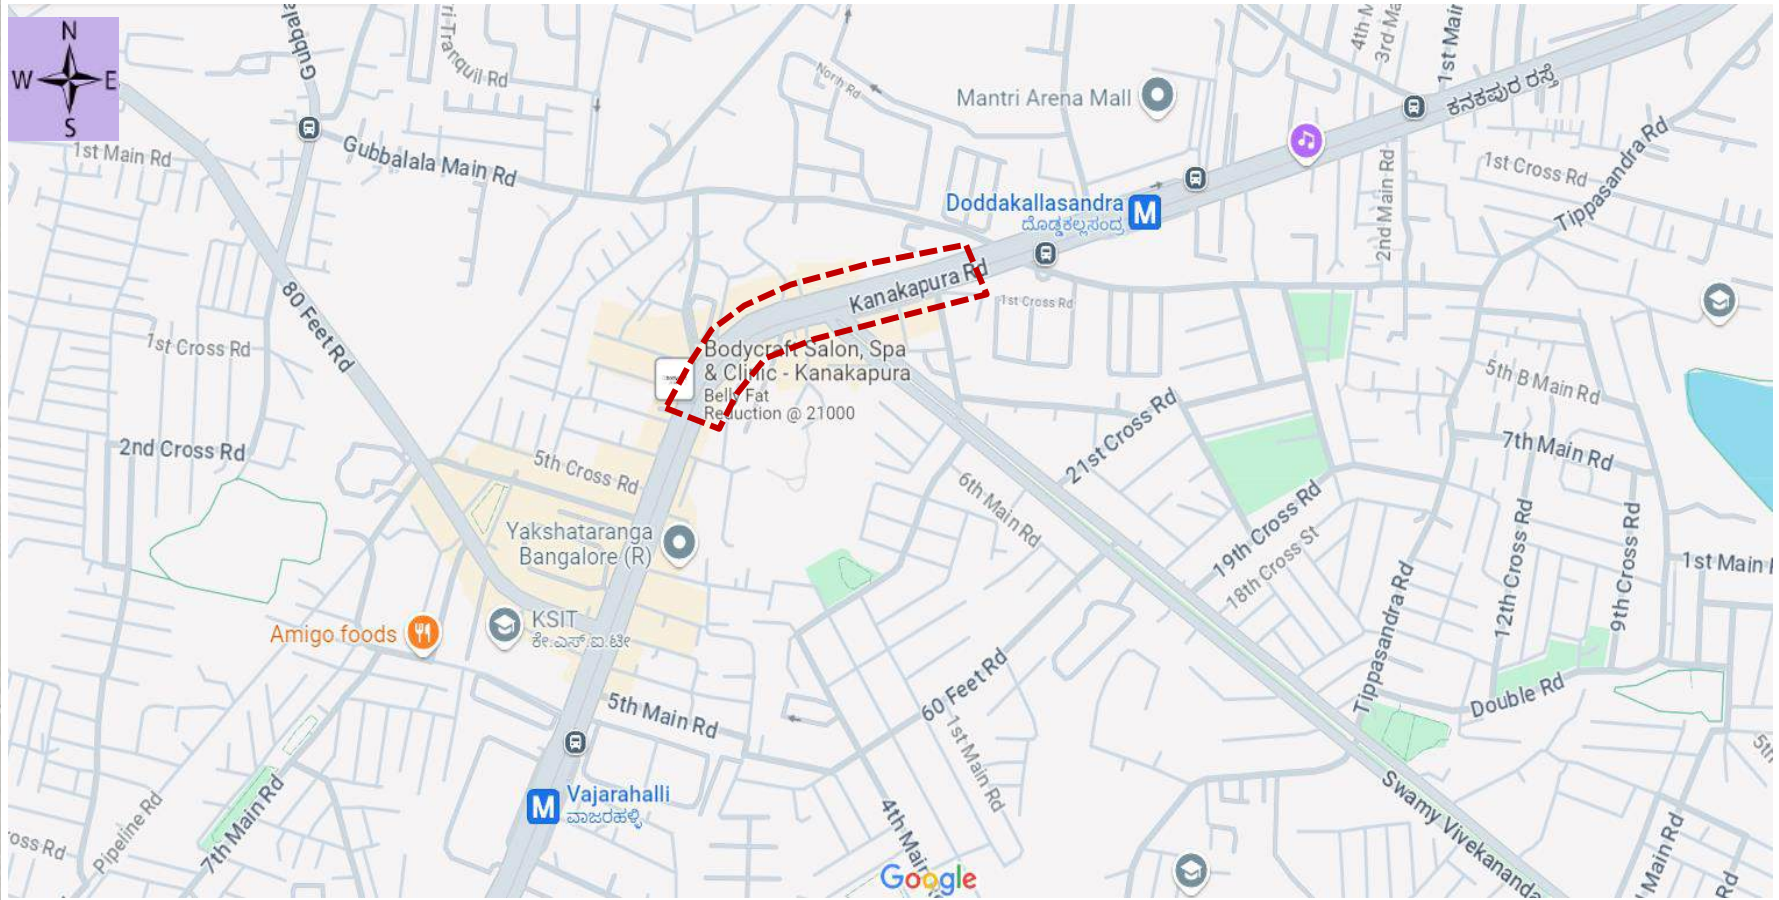 N
W E
S
Gubbala
ri Tranquil Rd
North Rd
Mantri Arena Mall
4th M
3rd Ma
1st Main
ಕನಕಪುರ ರಸ್ತೆ
1st Main Rd
Gubbalala Main Rd
Doddakallasandra
ದೊಡ್ಡಕಲ್ಲಸಂದ್ರ
M
2nd Main Rd
1st Cross Rd
Tippasandra Rd
80 Feet Rd
1st Cross Rd
Kanakapura Rd
1st Cross Rd
Bodycraft Salon, Spa
& Clinic - Kanakapura
Belly Fat
Reduction @ 21000
5th B Main Rd
7th Main Rd
2nd Cross Rd
5th Cross Rd
21st Cross Rd
6th Main Rd
19th Cross Rd
18th Cross St
12th Cross Rd
9th Cross Rd
1st Main
Yakshataranga
Bangalore (R)
Amigo foods
KSIT
ಕೇ.ಎಸ್.ಐ.ಟೀ
Tippasandra Rd
Double Rd
5th Main Rd
60 Feet Rd
1st Main Rd
5th
M
Vajarahalli
ವಾಜರಹಳ್ಳಿ
oss Rd
Pipeline Rd
7th Main Rd
4th Main
Google
Swamy Vivekananda
Main Rd
Rd